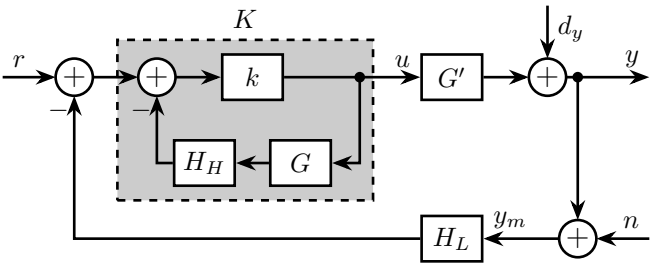 K
d_y
r + + k u G' + y
− −
H_H G
H_L y_m + n